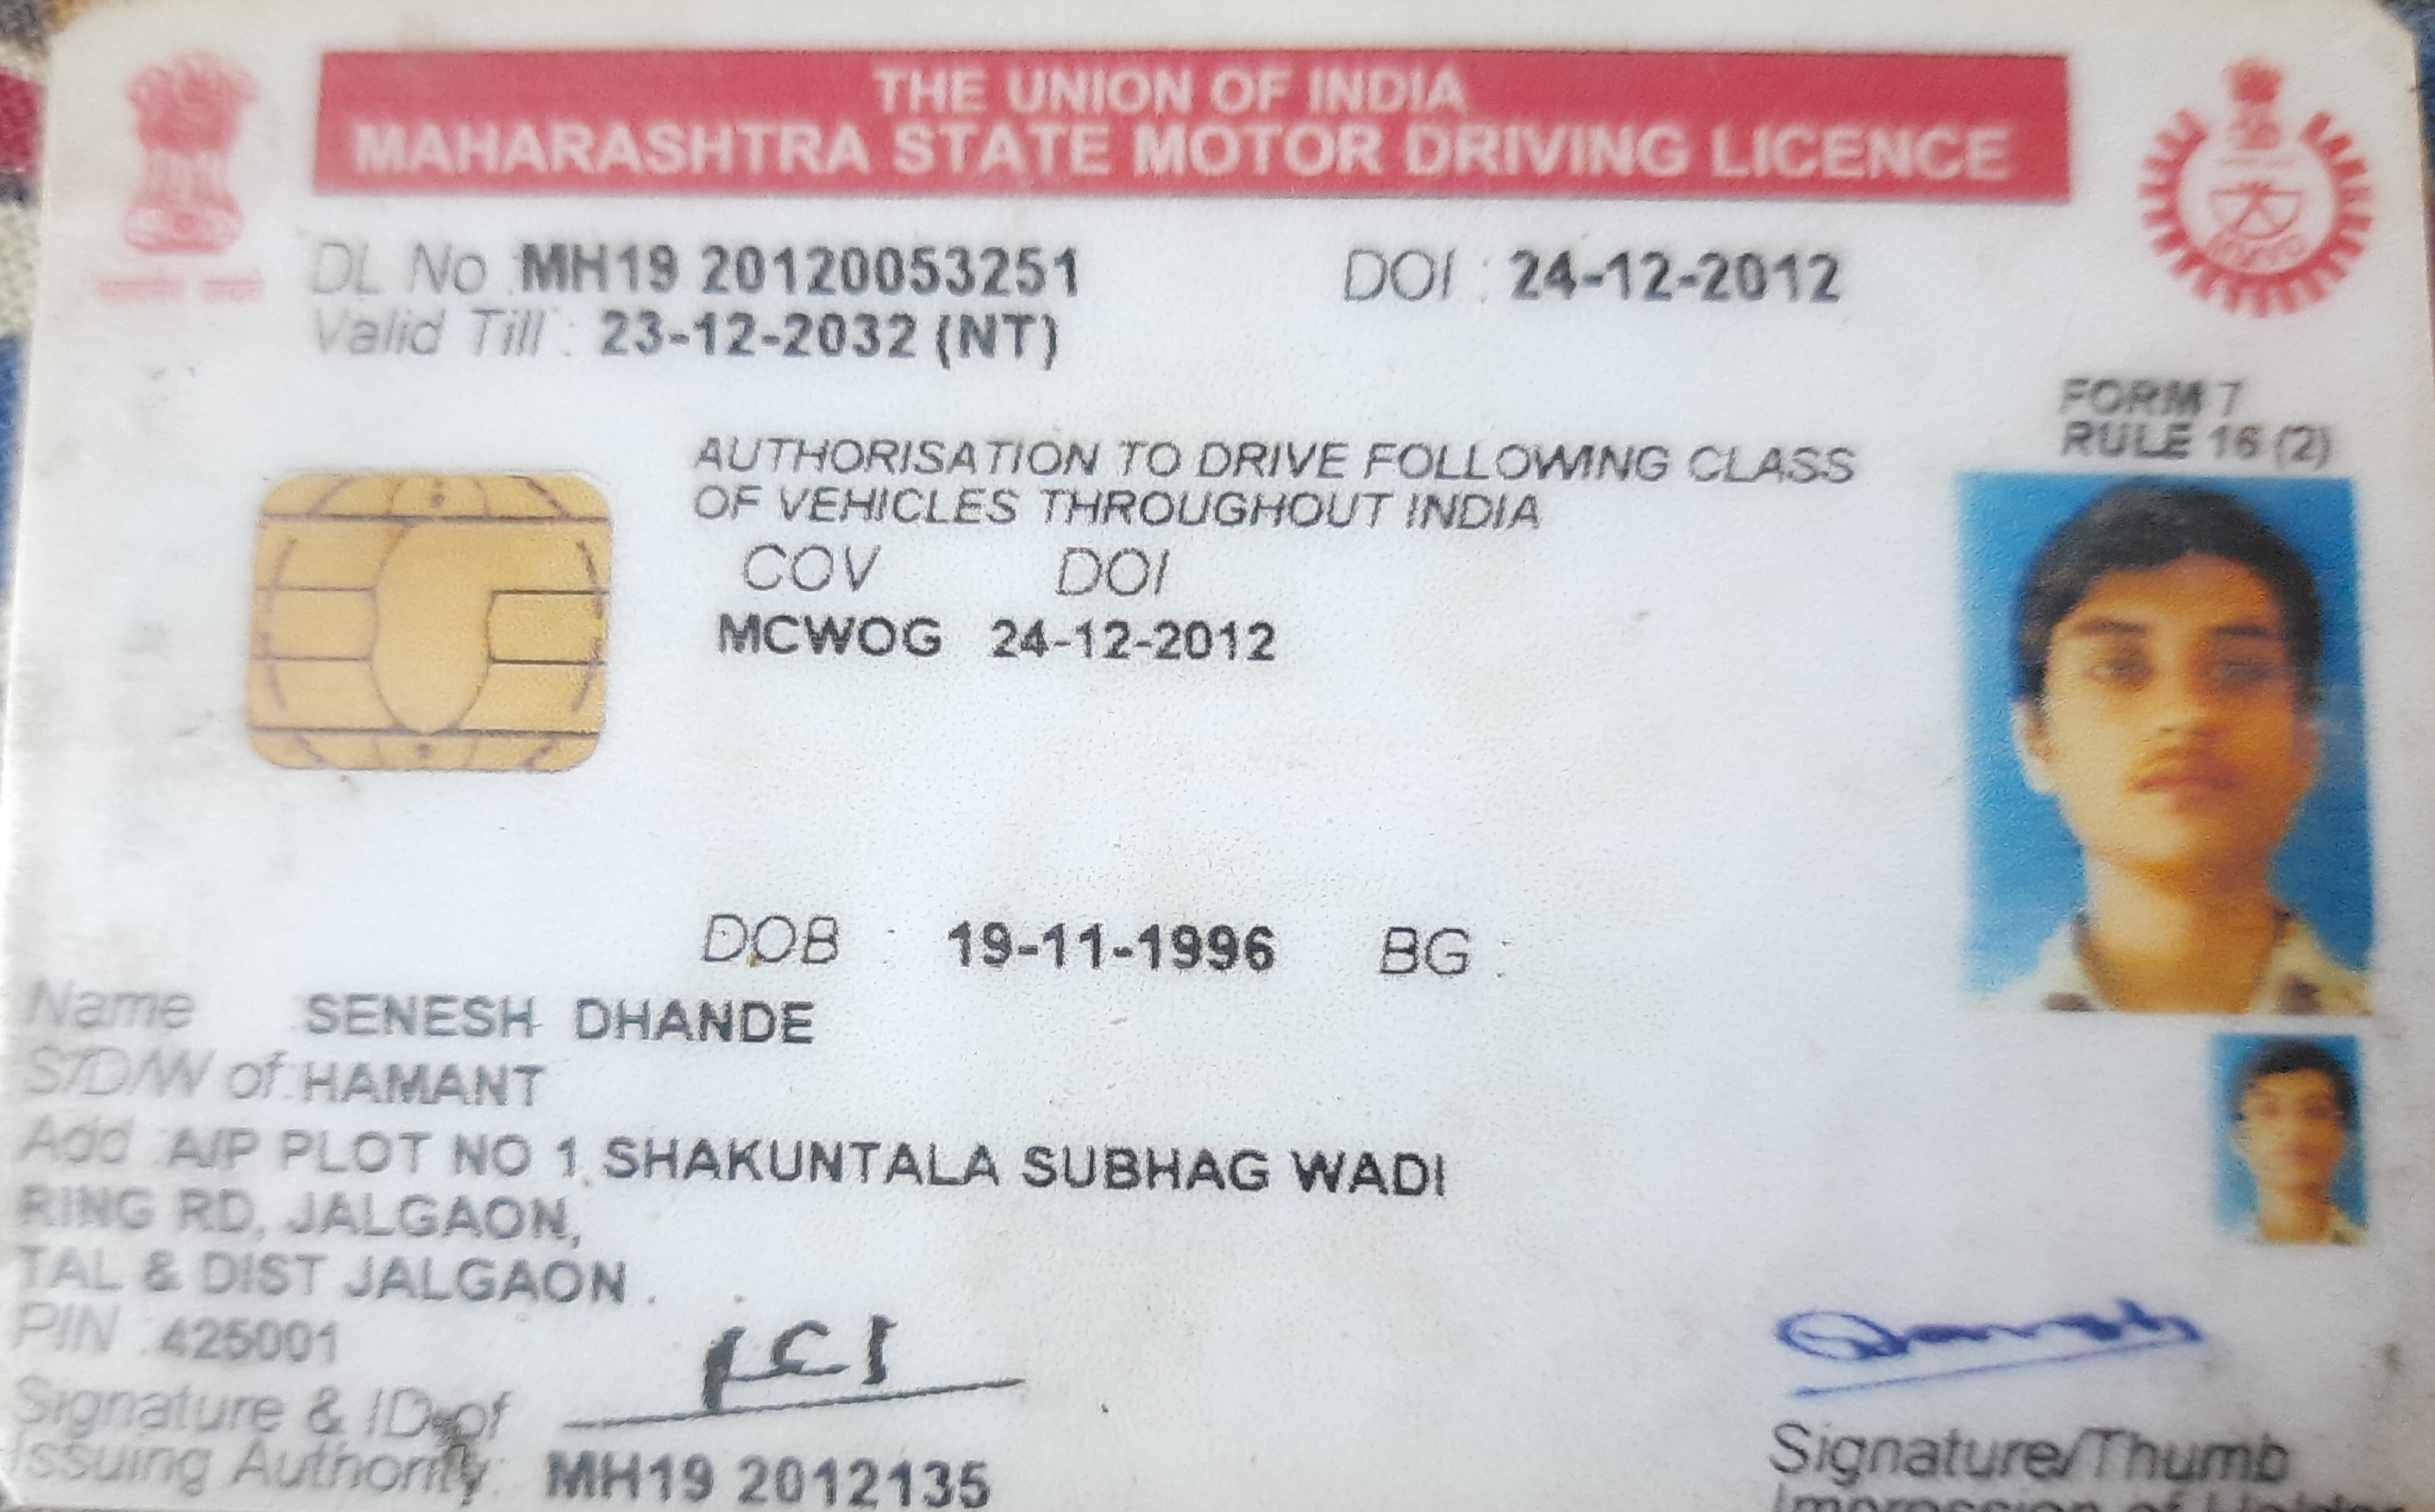 THE UNION OF INDIA
MAHARASHTRA STATE MOTOR DRIVING LICENCE
DL No MH19 20120053251 DOI : 24-12-2012
Valid Till : 23-12-2032 (NT)
FORM 7
RULE 16 (2)
AUTHORISATION TO DRIVE FOLLOWING CLASS
OF VEHICLES THROUGHOUT INDIA
COV DOI
MCWOG 24-12-2012
DOB : 19-11-1996 BG :
Name SENESH DHANDE
S/D/W of HAMANT
Add A/P PLOT NO 1, SHAKUNTALA SUBHAG WADI
RING RD, JALGAON,
TAL & DIST JALGAON .
PIN 425001
Signature & ID of
Issuing Authority: MH19 2012135
Signature/Thumb
Impression of